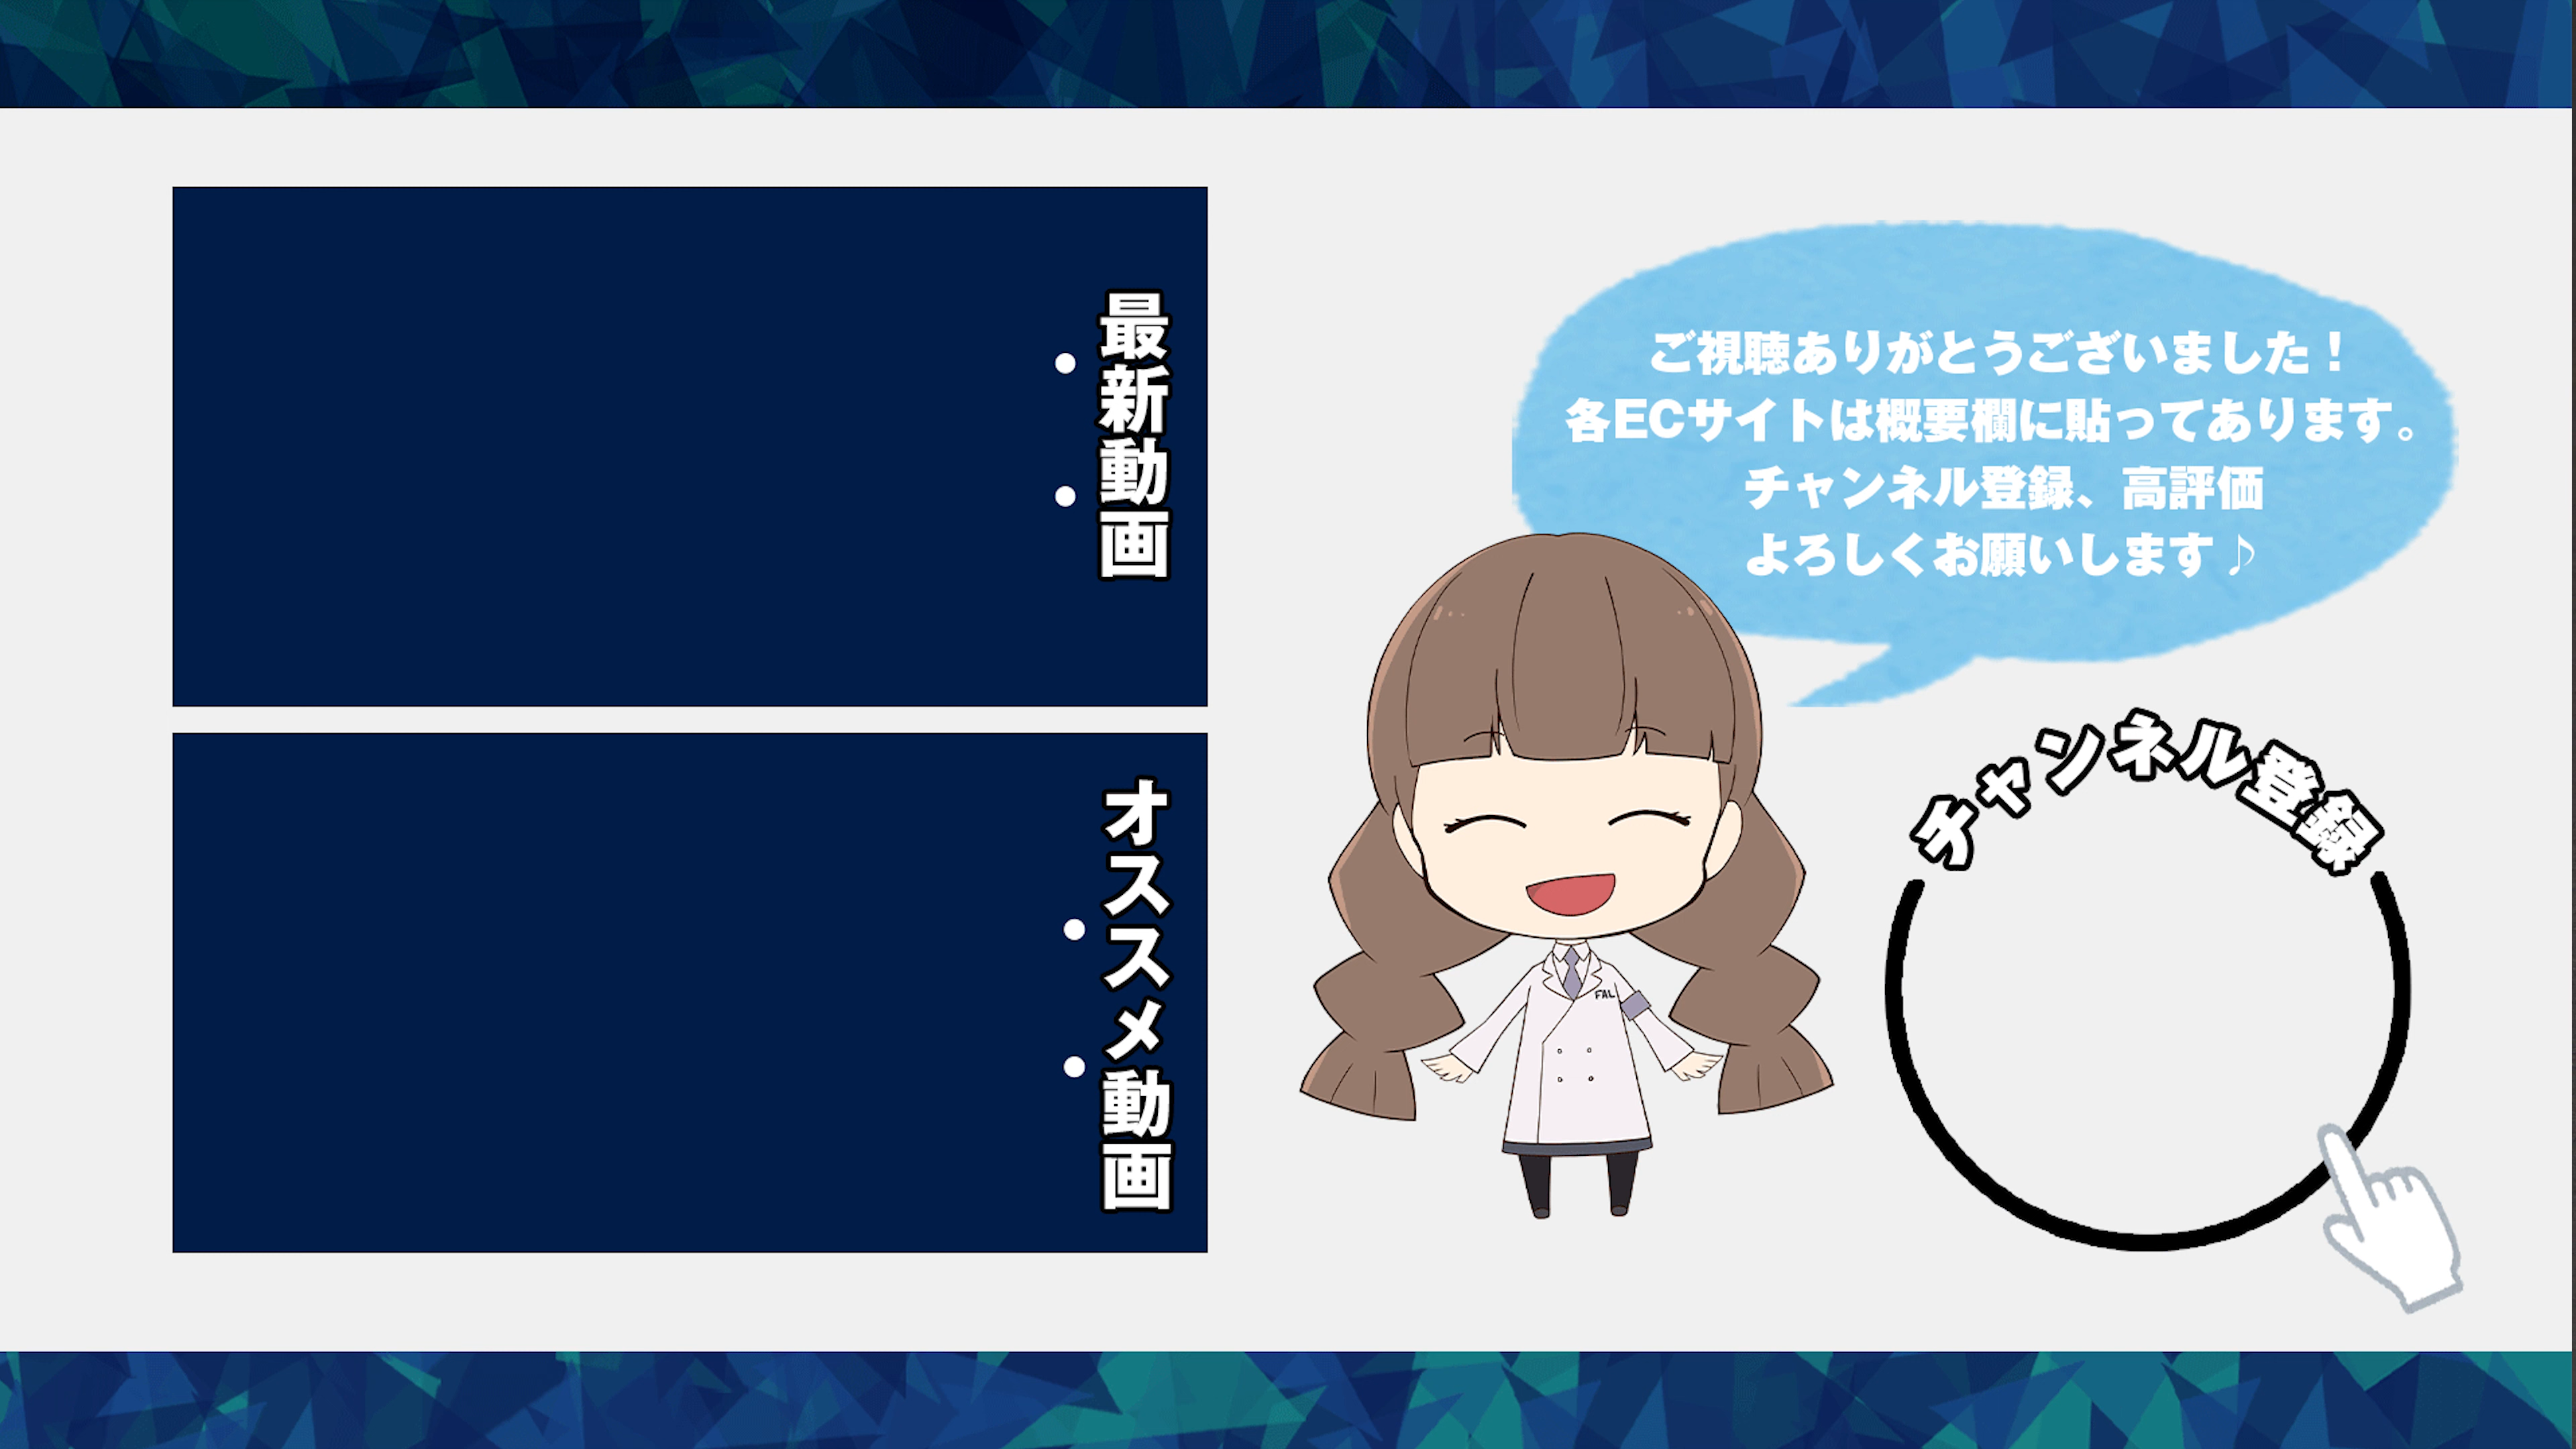 最新動画
オススメ動画
ご視聴ありがとうございました！
各ECサイトは概要欄に貼ってあります。
チャンネル登録、高評価
よろしくお願いします♪
チャンネル登録
FAL